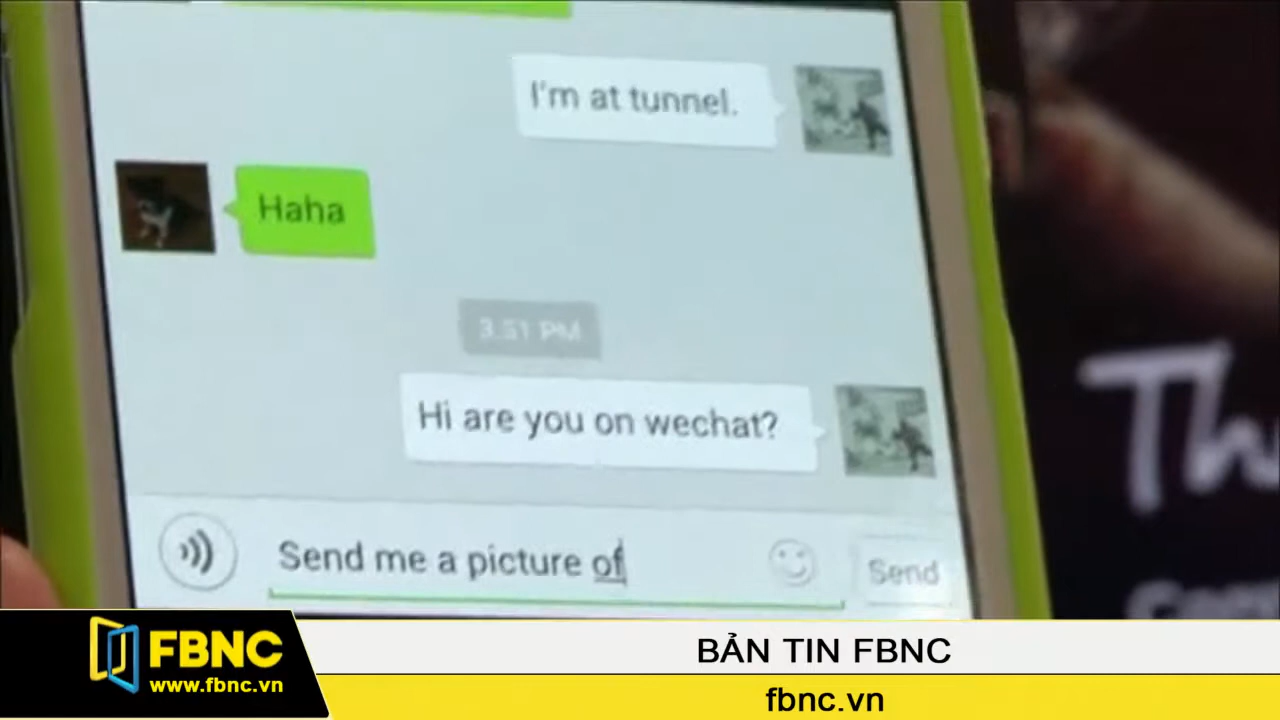 I'm at tunnel.
Haha
3:51 PM
Hi are you on wechat?
Send me a picture of
Send
Th
FBNC
www.fbnc.vn
BẢN TIN FBNC
fbnc.vn